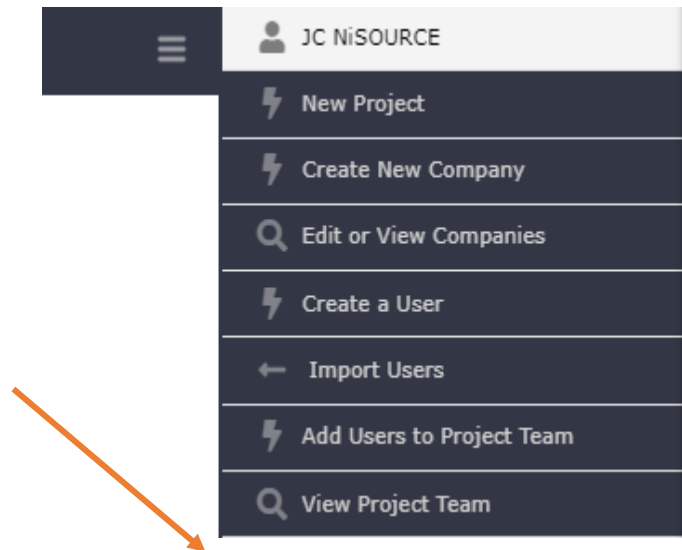 JC NiSOURCE
New Project
Create New Company
Edit or View Companies
Create a User
Import Users
Add Users to Project Team
View Project Team